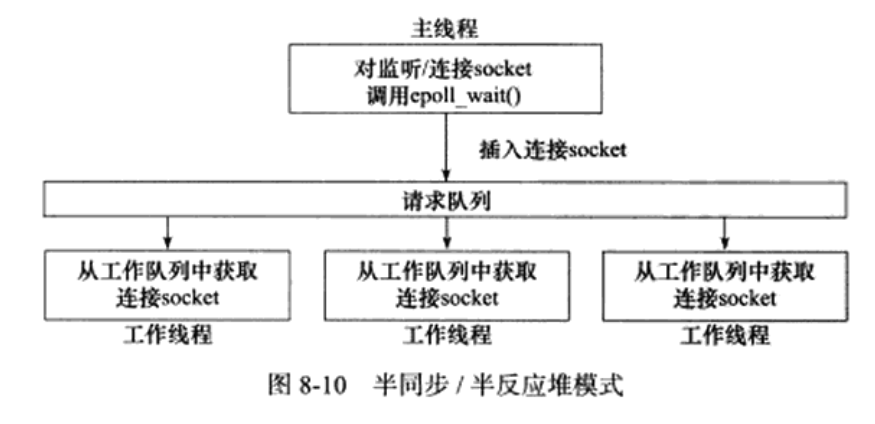 主线程
对监听/连接socket
调用epoll_wait()
插入连接socket
请求队列
从工作队列中获取
连接socket
工作线程
从工作队列中获取
连接socket
工作线程
从工作队列中获取
连接socket
工作线程
图 8-10 半同步 / 半反应堆模式